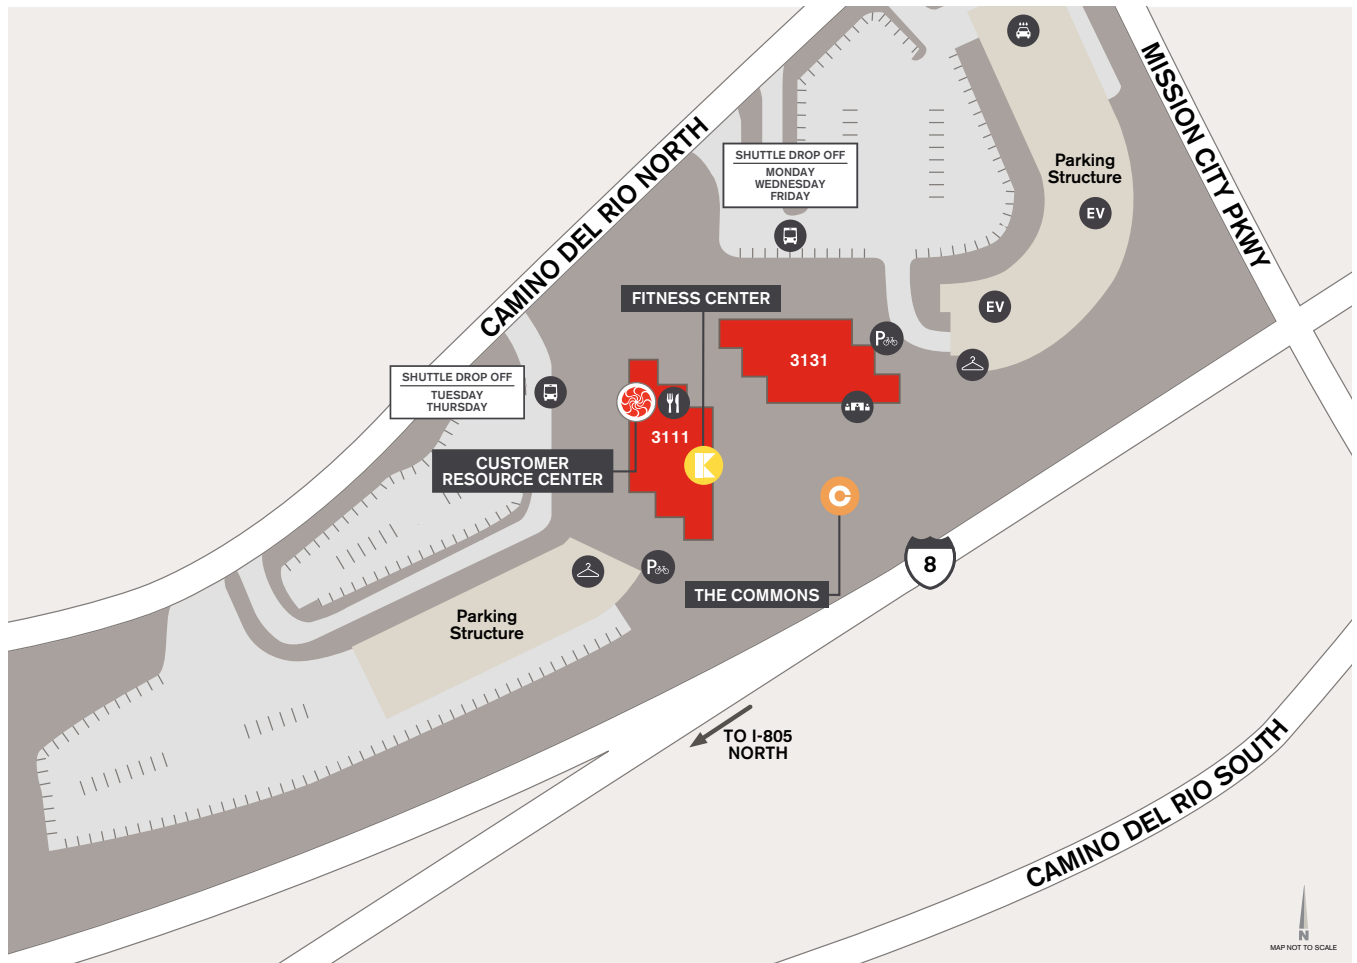 MISSION CITY PKWY
Parking
Structure
EV
EV
CAMINO DEL RIO NORTH
SHUTTLE DROP OFF
MONDAY
WEDNESDAY
FRIDAY
FITNESS CENTER
3131
P
SHUTTLE DROP OFF
TUESDAY
THURSDAY
3111
CUSTOMER
RESOURCE CENTER
K
C
8
P
THE COMMONS
Parking
Structure
TO I-805
NORTH
CAMINO DEL RIO SOUTH
N
MAP NOT TO SCALE